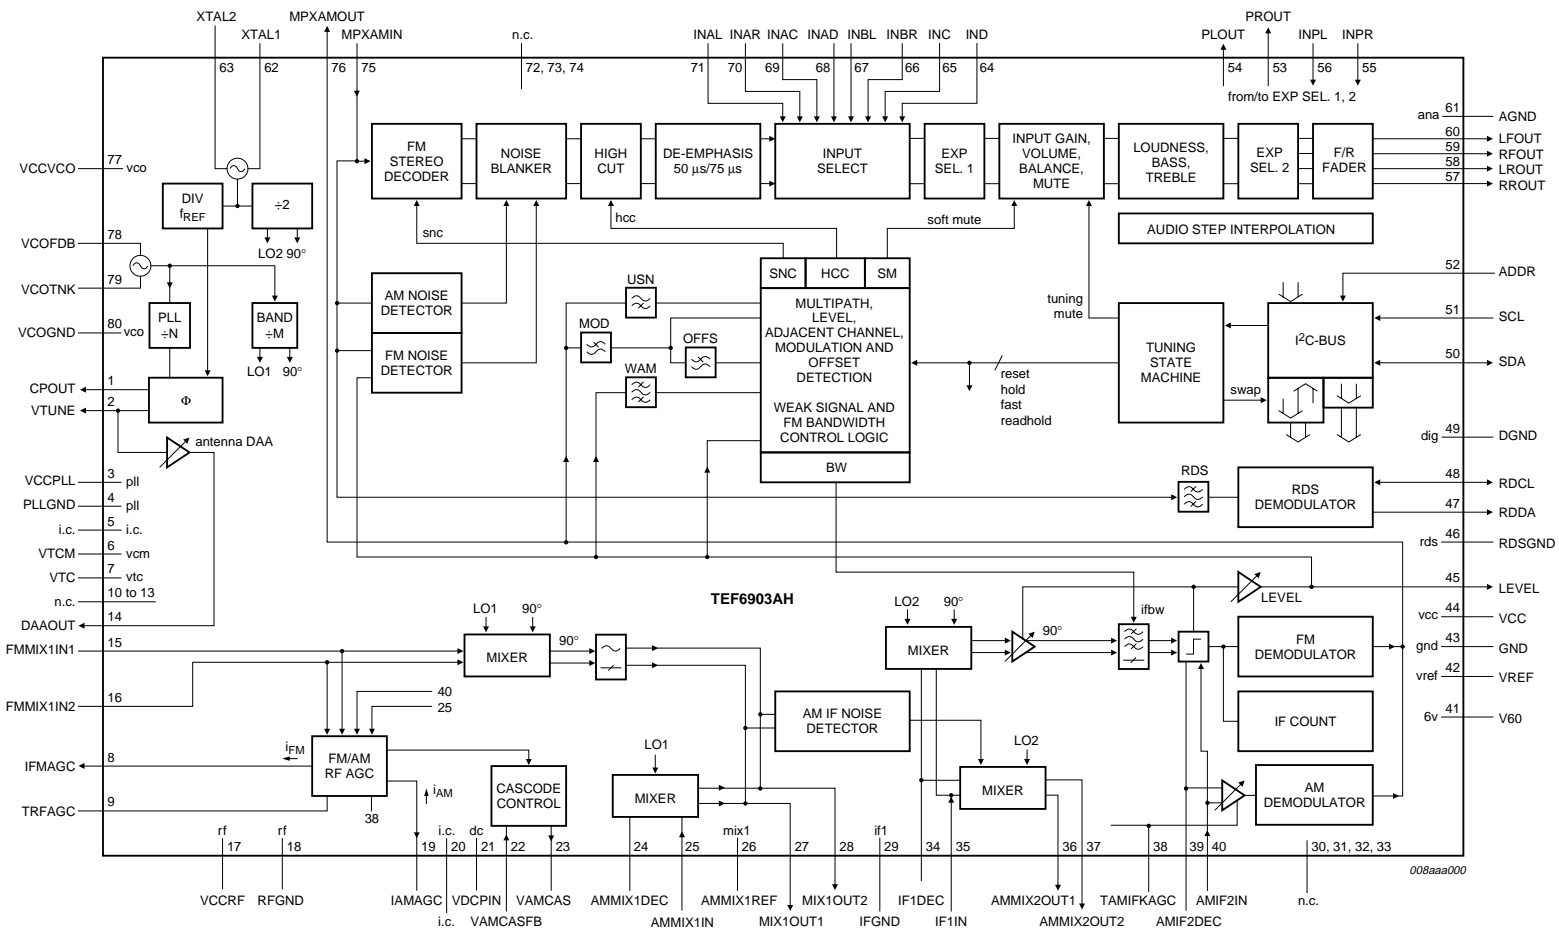 XTAL2
XTAL1
MPXAMOUT
MPXAMIN
n.c.
INAL INAR INAC INAD INBL INBR INC IND
PLOUT
PROUT
INPL INPR
63 62 76 75
72, 73, 74
71 70 69 68 67 66 65 64
54 53 56 55
from/to EXP SEL. 1, 2
VCCVCO 77 vco
VCOFDB 78
VCOTNK 79
VCOGND 80 vco
CPOUT 1
VTUNE 2
VCCPLL 3 pll
PLLGND 4 pll
i.c. 5 i.c.
VTCM 6 vcm
VTC 7 vtc
n.c. 10 to 13
DAAOUT 14
FMMIX1IN1 15
FMMIX1IN2 16
IFMAGC 8
TRFAGC 9
DIV
fREF
÷2
LO2 90°
PLL
÷N
BAND
÷M
LO1 90°
Φ
antenna DAA
FM
STEREO
DECODER
NOISE
BLANKER
HIGH
CUT
DE-EMPHASIS
50 μs/75 μs
INPUT
SELECT
EXP
SEL. 1
INPUT GAIN,
VOLUME,
BALANCE,
MUTE
LOUDNESS,
BASS,
TREBLE
EXP
SEL. 2
F/R
FADER
AUDIO STEP INTERPOLATION
snc
hcc
soft mute
AM NOISE
DETECTOR
FM NOISE
DETECTOR
USN
MOD
OFFS
WAM
SNC HCC SM
MULTIPATH,
LEVEL,
ADJACENT CHANNEL,
MODULATION AND
OFFSET
DETECTION
WEAK SIGNAL AND
FM BANDWIDTH
CONTROL LOGIC
BW
reset
hold
fast
readhold
tuning
mute
TUNING
STATE
MACHINE
swap
I2C-BUS
RDS
RDS
DEMODULATOR
ana 61 AGND
60 LFOUT
59 RFOUT
58 LROUT
57 RROUT
52 ADDR
51 SCL
50 SDA
dig 49 DGND
48 RDCL
47 RDDA
rds 46 RDSGND
45 LEVEL
vcc 44 VCC
gnd 43 GND
vref 42 VREF
6v 41 V60
TEF6903AH
LO1 90°
MIXER
90°
40
25
iFM
FM/AM
RF AGC
38
iAM
CASCODE
CONTROL
LO1
MIXER
AM IF NOISE
DETECTOR
LO2 90°
MIXER
90°
LO2
MIXER
ifbw
LEVEL
FM
DEMODULATOR
IF COUNT
AM
DEMODULATOR
rf rf i.c. dc mix1 if1
17 18 19 20 21 22 23 24 25 26 27 28 29 34 35 36 37 38 39 40
30, 31, 32, 33
008aaa000
VCCRF RFGND IAMAGC VDCPIN VAMCAS AMMIX1DEC AMMIX1REF MIX1OUT2 IF1DEC AMMIX2OUT1 TAMIFKAGC AMIF2IN n.c.
i.c. VAMCASFB AMMIX1IN MIX1OUT1 IFGND IF1IN AMMIX2OUT2 AMIF2DEC